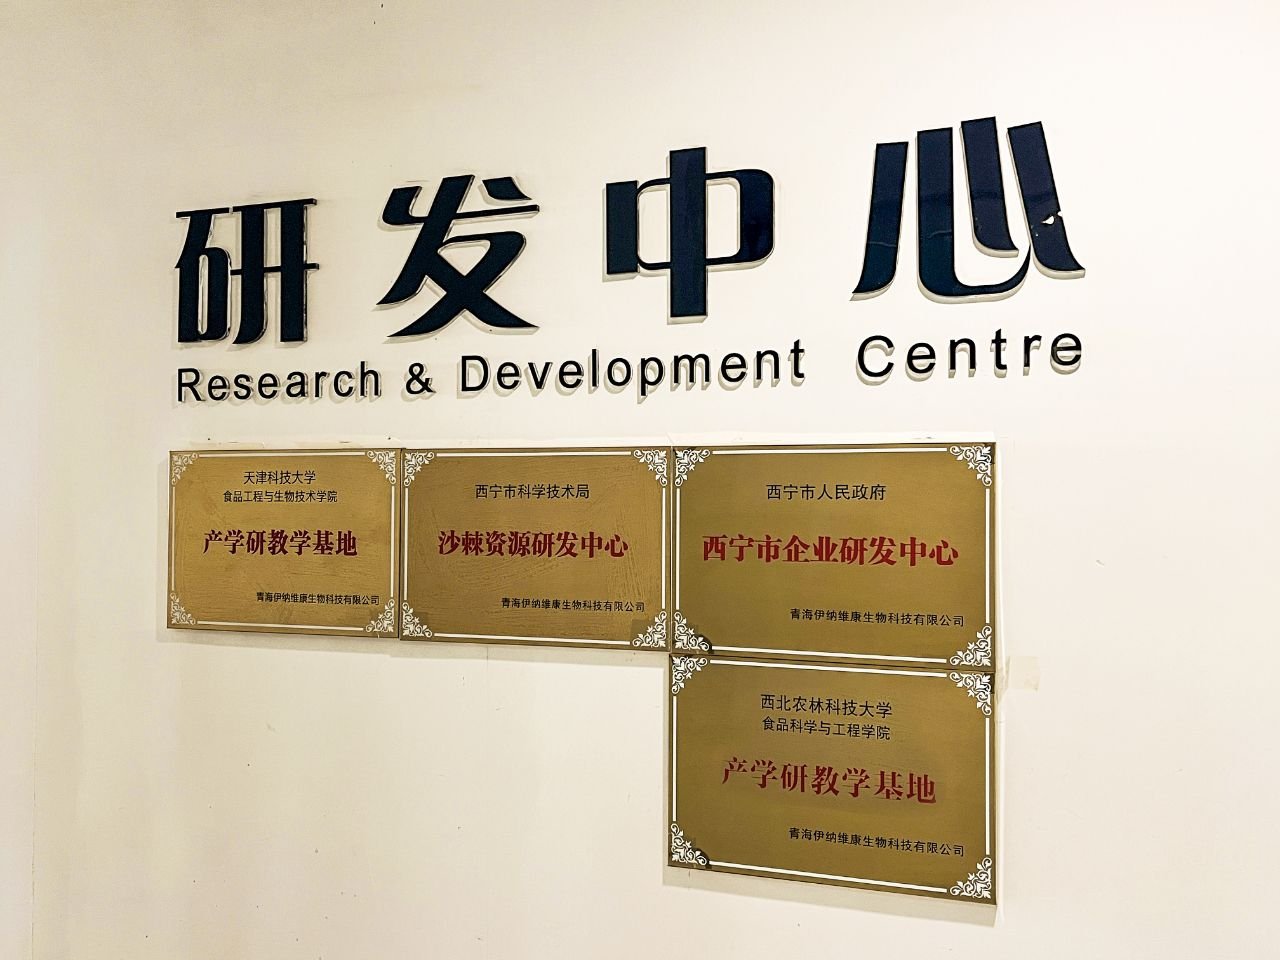 研发中心
Research & Development Centre
天津科技大学
食品工程与生物技术学院
产学研教学基地
青海伊纳维康生物科技有限公司
西宁市科学技术局
沙棘资源研发中心
青海伊纳维康生物科技有限公司
西宁市人民政府
西宁市企业研发中心
青海伊纳维康生物科技有限公司
西北农林科技大学
食品科学与工程学院
产学研教学基地
青海伊纳维康生物科技有限公司